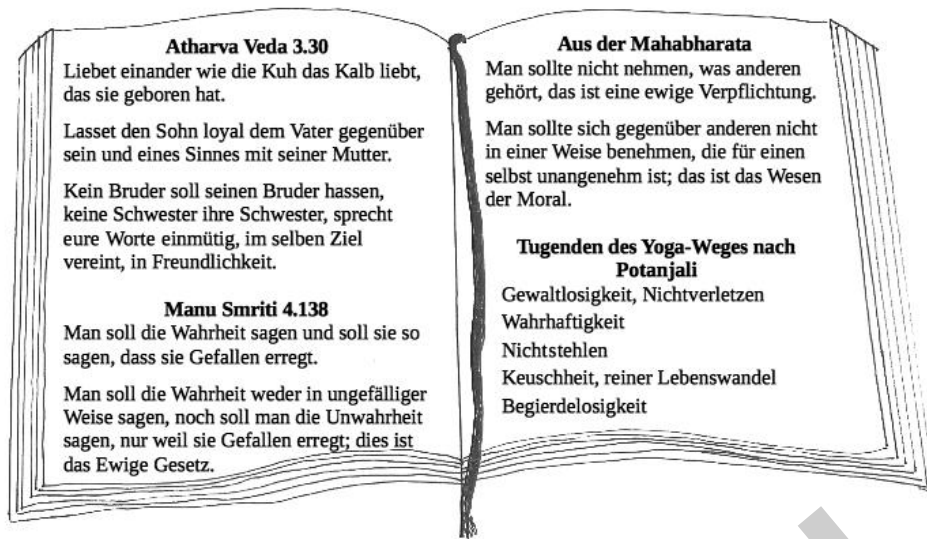 Atharva Veda 3.30
Liebet einander wie die Kuh das Kalb liebt,
das sie geboren hat.
Lasset den Sohn loyal dem Vater gegenüber
sein und eines Sinnes mit seiner Mutter.
Kein Bruder soll seinen Bruder hassen,
keine Schwester ihre Schwester, sprecht
eure Worte einmütig, im selben Ziel
vereint, in Freundlichkeit.
Manu Smriti 4.138
Man soll die Wahrheit sagen und soll sie so
sagen, dass sie Gefallen erregt.
Man soll die Wahrheit weder in ungefälliger
Weise sagen, noch soll man die Unwahrheit
sagen, nur weil sie Gefallen erregt; dies ist
das Ewige Gesetz.
Aus der Mahabharata
Man sollte nicht nehmen, was anderen
gehört, das ist eine ewige Verpflichtung.
Man sollte sich gegenüber anderen nicht
in einer Weise benehmen, die für einen
selbst unangenehm ist; das ist das Wesen
der Moral.
Tugenden des Yoga-Weges nach
Potanjali
Gewaltlosigkeit, Nichtverletzen
Wahrhaftigkeit
Nichtstehlen
Keuschheit, reiner Lebenswandel
Begierdelosigkeit